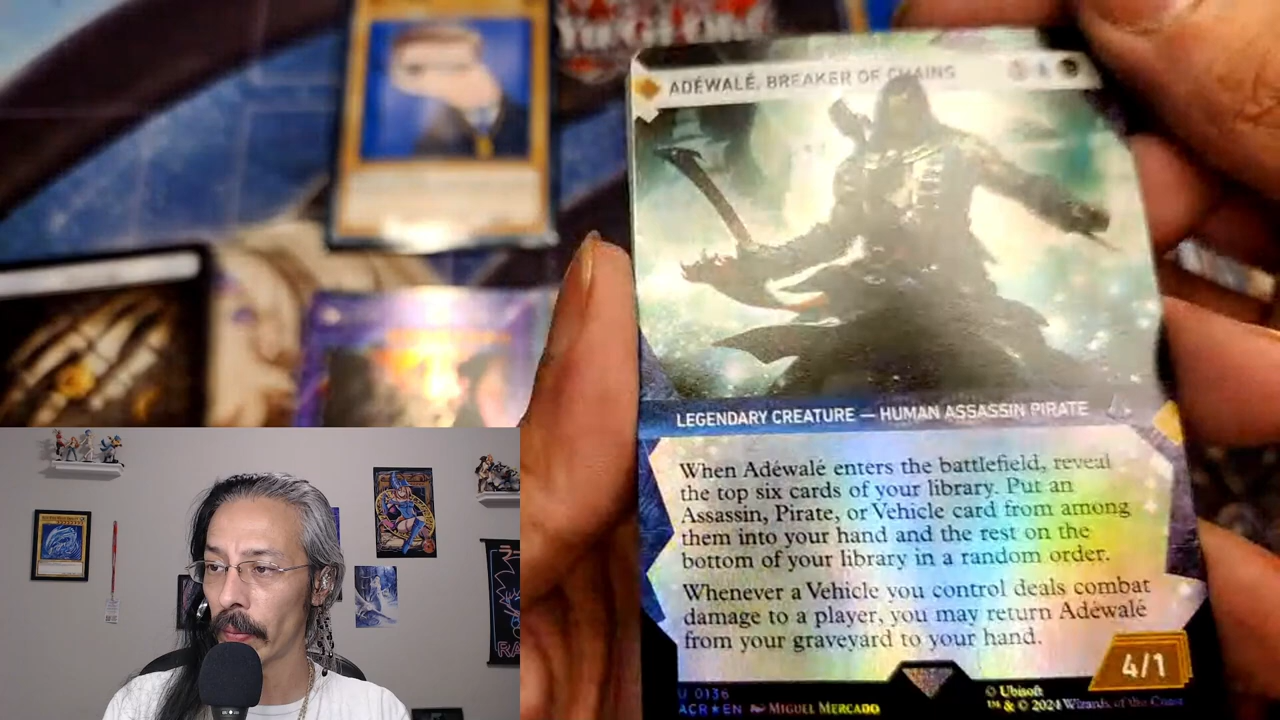 ADÉWALÉ, BREAKER OF CHAINS
LEGENDARY CREATURE — HUMAN ASSASSIN PIRATE
When Adéwalé enters the battlefield, reveal
the top six cards of your library. Put an
Assassin, Pirate, or Vehicle card from among
them into your hand and the rest on the
bottom of your library in a random order.
Whenever a Vehicle you control deals combat
damage to a player, you may return Adéwalé
from your graveyard to your hand.
4/1
U 0136
ACR★EN MIGUEL MERCADO
© Ubisoft
™ & © 2024 Wizards of the Coast